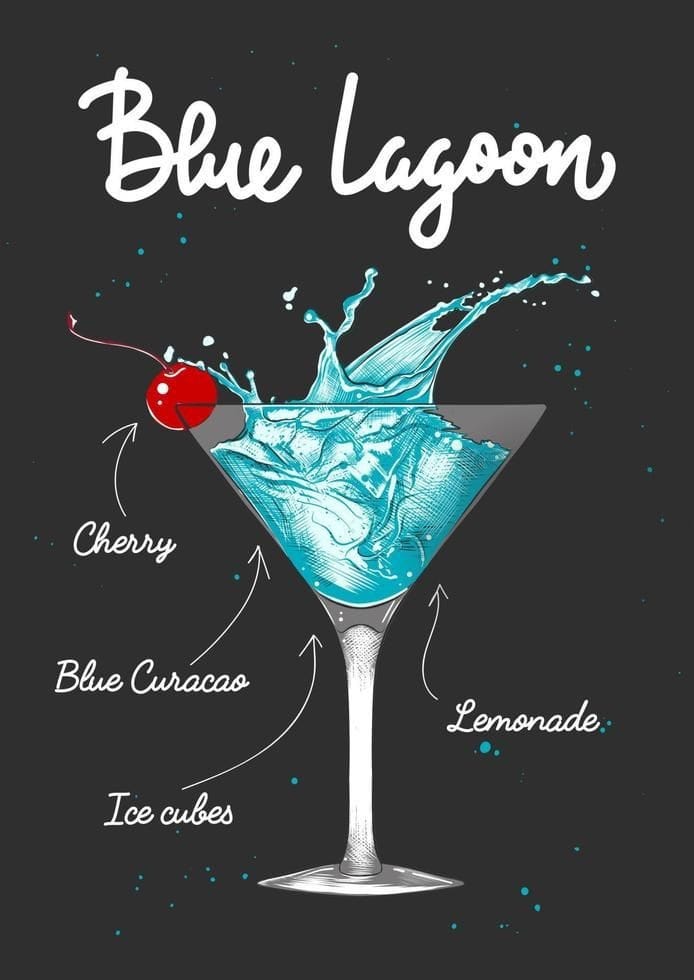 Blue Lagoon
Cherry
Blue Curacao
Lemonade
Ice cubes